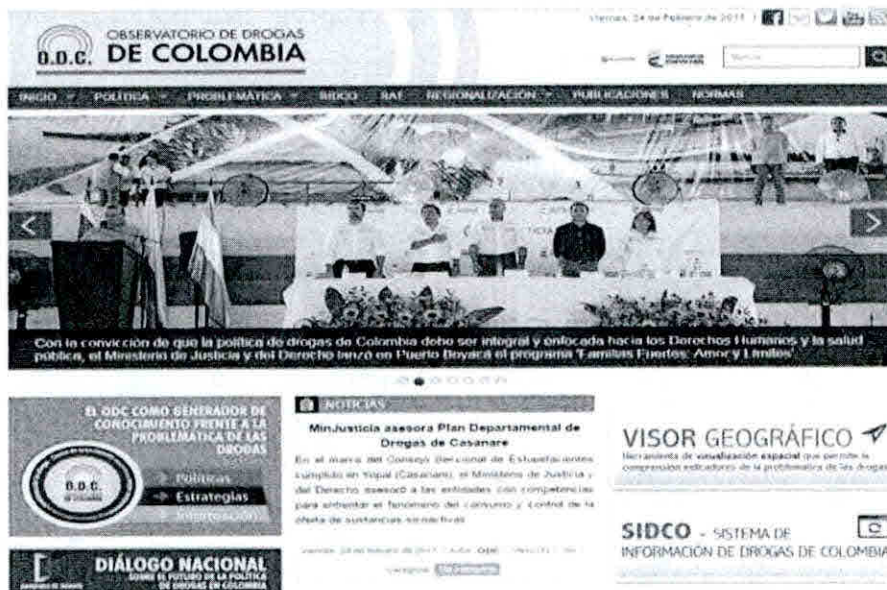 Viernes, 24 de Febrero de 2017
O.D.C.
OBSERVATORIO DE DROGAS
DE COLOMBIA
INICIO POLÍTICA PROBLEMÁTICA SIDCO SAT REGIONALIZACIÓN PUBLICACIONES NORMAS
Con la convicción de que la política de drogas de Colombia debe ser integral y enfocada hacia los Derechos Humanos y la salud
pública, el Ministerio de Justicia y del Derecho lanzó en Puerto Boyacá el programa 'Familias Fuertes: Amor y Límites'
EL ODC COMO GENERADOR DE
CONOCIMIENTO FRENTE A LA
PROBLEMÁTICA DE LAS
DROGAS
O.D.C.
Políticas
Estrategias
Información
DIÁLOGO NACIONAL
SOBRE EL FUTURO DE LA POLÍTICA
DE DROGAS EN COLOMBIA
NOTICIAS
MinJusticia asesora Plan Departamental de
Drogas de Casanare
En el marco del Consejo Seccional de Estupefacientes
cumplido en Yopal (Casanare), el Ministerio de Justicia y
del Derecho asesoró a las entidades con competencias
para enfrentar el fenómeno del consumo y control de la
oferta de sustancias sicoactivas
VISOR GEOGRÁFICO
Herramienta de visualización espacial que permite la
comprensión indicadores de la problemática de las drogas
SIDCO - SISTEMA DE
INFORMACIÓN DE DROGAS DE COLOMBIA